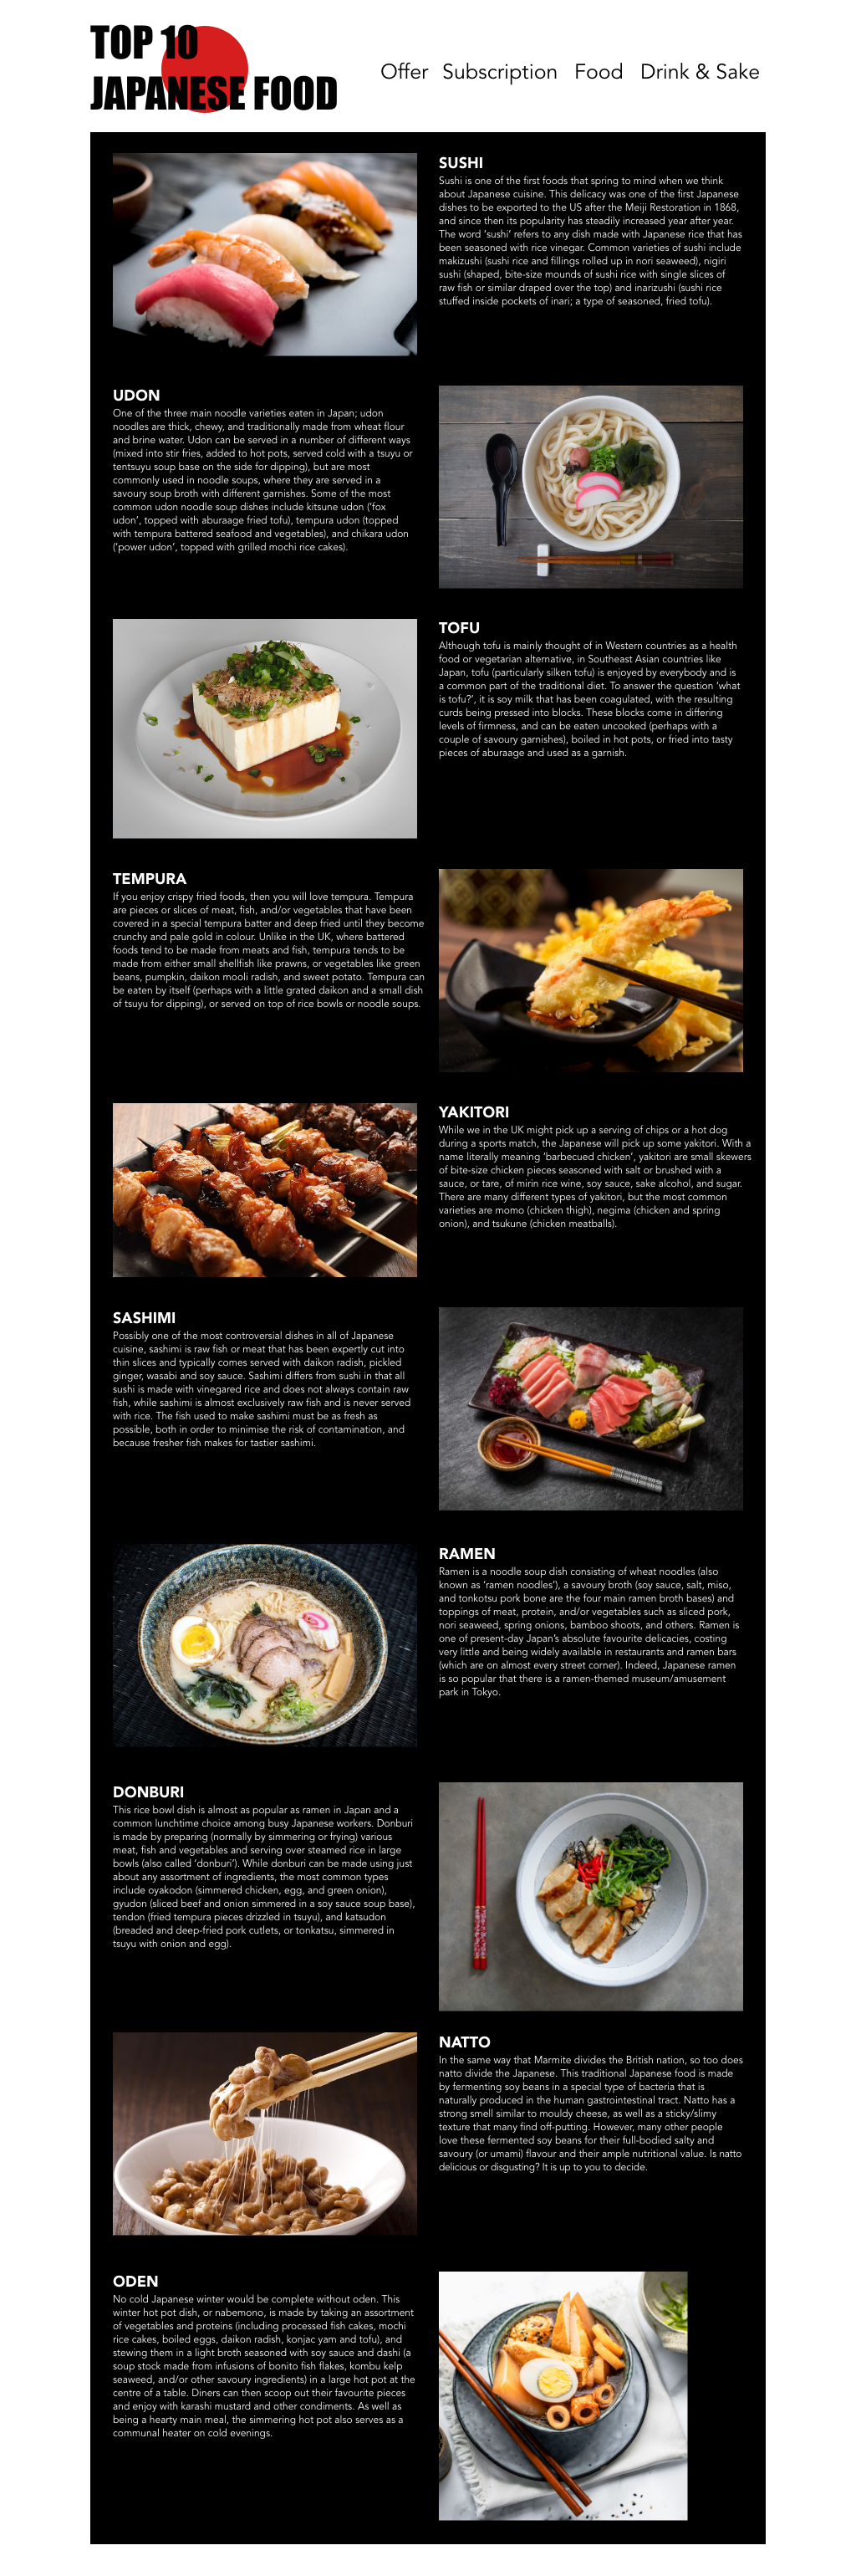 TOP 10
JAPANESE FOOD
Offer Subscription Food Drink & Sake
SUSHI
Sushi is one of the first foods that spring to mind when we think
about Japanese cuisine. This delicacy was one of the first Japanese
dishes to be exported to the US after the Meiji Restoration in 1868,
and since then its popularity has steadily increased year after year.
The word ‘sushi’ refers to any dish made with Japanese rice that has
been seasoned with rice vinegar. Common varieties of sushi include
makizushi (sushi rice and fillings rolled up in nori seaweed), nigiri
sushi (shaped, bite-size mounds of sushi rice with single slices of
raw fish or similar draped over the top) and inarizushi (sushi rice
stuffed inside pockets of inari; a type of seasoned, fried tofu).
UDON
One of the three main noodle varieties eaten in Japan; udon
noodles are thick, chewy, and traditionally made from wheat flour
and brine water. Udon can be served in a number of different ways
(mixed into stir fries, added to hot pots, served cold with a tsuyu or
tentsuyu soup base on the side for dipping), but are most
commonly used in noodle soups, where they are served in a
savoury soup broth with different garnishes. Some of the most
common udon noodle soup dishes include kitsune udon (‘fox
udon’, topped with aburaage fried tofu), tempura udon (topped
with tempura battered seafood and vegetables), and chikara udon
(‘power udon’, topped with grilled mochi rice cakes).
TOFU
Although tofu is mainly thought of in Western countries as a health
food or vegetarian alternative, in Southeast Asian countries like
Japan, tofu (particularly silken tofu) is enjoyed by everybody and is
a common part of the traditional diet. To answer the question ‘what
is tofu?’, it is soy milk that has been coagulated, with the resulting
curds being pressed into blocks. These blocks come in differing
levels of firmness, and can be eaten uncooked (perhaps with a
couple of savoury garnishes), boiled in hot pots, or fried into tasty
pieces of aburaage and used as a garnish.
TEMPURA
If you enjoy crispy fried foods, then you will love tempura. Tempura
are pieces or slices of meat, fish, and/or vegetables that have been
covered in a special tempura batter and deep fried until they become
crunchy and pale gold in colour. Unlike in the UK, where battered
foods tend to be made from meats and fish, tempura tends to be
made from either small shellfish like prawns, or vegetables like green
beans, pumpkin, daikon mooli radish, and sweet potato. Tempura can
be eaten by itself (perhaps with a little grated daikon and a small dish
of tsuyu for dipping), or served on top of rice bowls or noodle soups.
YAKITORI
While we in the UK might pick up a serving of chips or a hot dog
during a sports match, the Japanese will pick up some yakitori. With a
name literally meaning ‘barbecued chicken’, yakitori are small skewers
of bite-size chicken pieces seasoned with salt or brushed with a
sauce, or tare, of mirin rice wine, soy sauce, sake alcohol, and sugar.
There are many different types of yakitori, but the most common
varieties are momo (chicken thigh), negima (chicken and spring
onion), and tsukune (chicken meatballs).
SASHIMI
Possibly one of the most controversial dishes in all of Japanese
cuisine, sashimi is raw fish or meat that has been expertly cut into
thin slices and typically comes served with daikon radish, pickled
ginger, wasabi and soy sauce. Sashimi differs from sushi in that all
sushi is made with vinegared rice and does not always contain raw
fish, while sashimi is almost exclusively raw fish and is never served
with rice. The fish used to make sashimi must be as fresh as
possible, both in order to minimise the risk of contamination, and
because fresher fish makes for tastier sashimi.
RAMEN
Ramen is a noodle soup dish consisting of wheat noodles (also
known as ‘ramen noodles’), a savoury broth (soy sauce, salt, miso,
and tonkotsu pork bone are the four main ramen broth bases) and
toppings of meat, protein, and/or vegetables such as sliced pork,
nori seaweed, spring onions, bamboo shoots, and others. Ramen is
one of present-day Japan’s absolute favourite delicacies, costing
very little and being widely available in restaurants and ramen bars
(which are on almost every street corner). Indeed, Japanese ramen
is so popular that there is a ramen-themed museum/amusement
park in Tokyo.
DONBURI
This rice bowl dish is almost as popular as ramen in Japan and a
common lunchtime choice among busy Japanese workers. Donburi
is made by preparing (normally by simmering or frying) various
meat, fish and vegetables and serving over steamed rice in large
bowls (also called ‘donburi’). While donburi can be made using just
about any assortment of ingredients, the most common types
include oyakodon (simmered chicken, egg, and green onion),
gyudon (sliced beef and onion simmered in a soy sauce soup base),
tendon (fried tempura pieces drizzled in tsuyu), and katsudon
(breaded and deep-fried pork cutlets, or tonkatsu, simmered in
tsuyu with onion and egg).
NATTO
In the same way that Marmite divides the British nation, so too does
natto divide the Japanese. This traditional Japanese food is made
by fermenting soy beans in a special type of bacteria that is
naturally produced in the human gastrointestinal tract. Natto has a
strong smell similar to mouldy cheese, as well as a sticky/slimy
texture that many find off-putting. However, many other people
love these fermented soy beans for their full-bodied salty and
savoury (or umami) flavour and their ample nutritional value. Is natto
delicious or disgusting? It is up to you to decide.
ODEN
No cold Japanese winter would be complete without oden. This
winter hot pot dish, or nabemono, is made by taking an assortment
of vegetables and proteins (including processed fish cakes, mochi
rice cakes, boiled eggs, daikon radish, konjac yam and tofu), and
stewing them in a light broth seasoned with soy sauce and dashi (a
soup stock made from infusions of bonito fish flakes, kombu kelp
seaweed, and/or other savoury ingredients) in a large hot pot at the
centre of a table. Diners can then scoop out their favourite pieces
and enjoy with karashi mustard and other condiments. As well as
being a hearty main meal, the simmering hot pot also serves as a
communal heater on cold evenings.